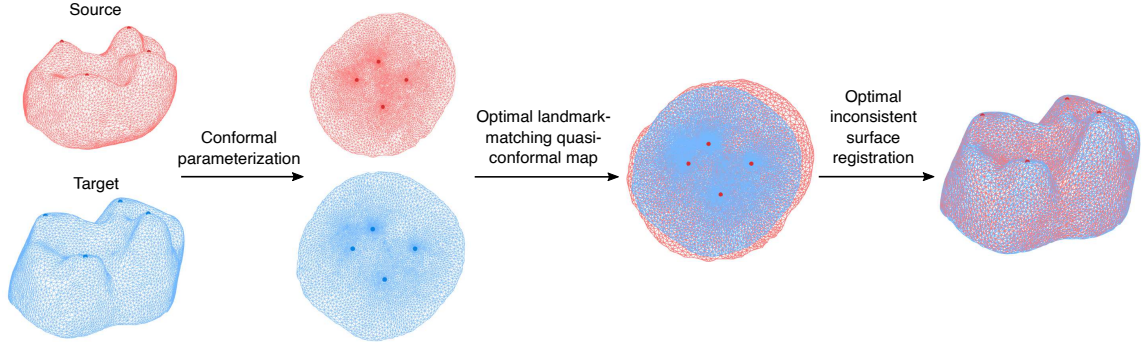 Source
Target
Conformal
parameterization
Optimal landmark-
matching quasi-
conformal map
Optimal
inconsistent
surface
registration